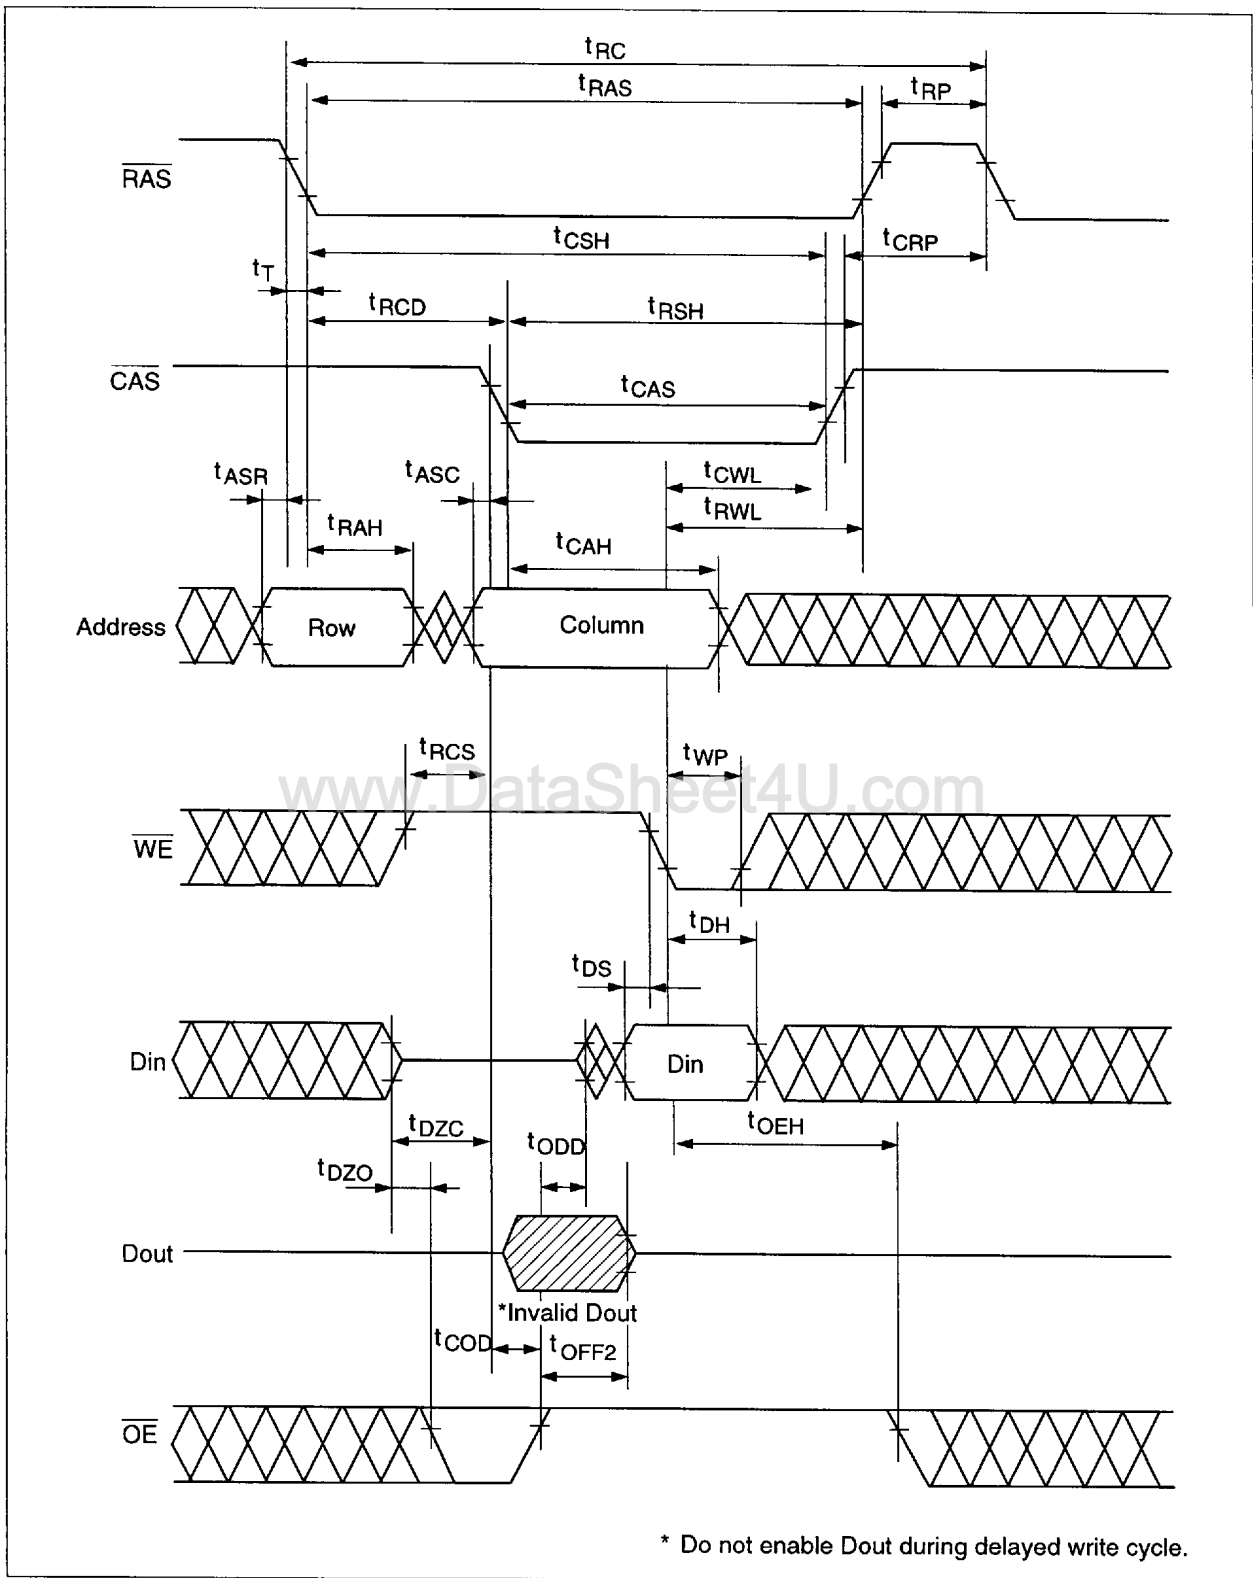 tRC
tRAS
tRP
RAS
tCSH
tCRP
tT
tRCD
tRSH
CAS
tCAS
tASR
tASC
tCWL
tRWL
tRAH
tCAH
Address
Row
Column
tRCS
tWP
www.DataSheet4U.com
WE
tDH
tDS
Din
Din
tDZC
tODD
tOEH
tDZO
Dout
*Invalid Dout
tCOD
tOFF2
OE
* Do not enable Dout during delayed write cycle.